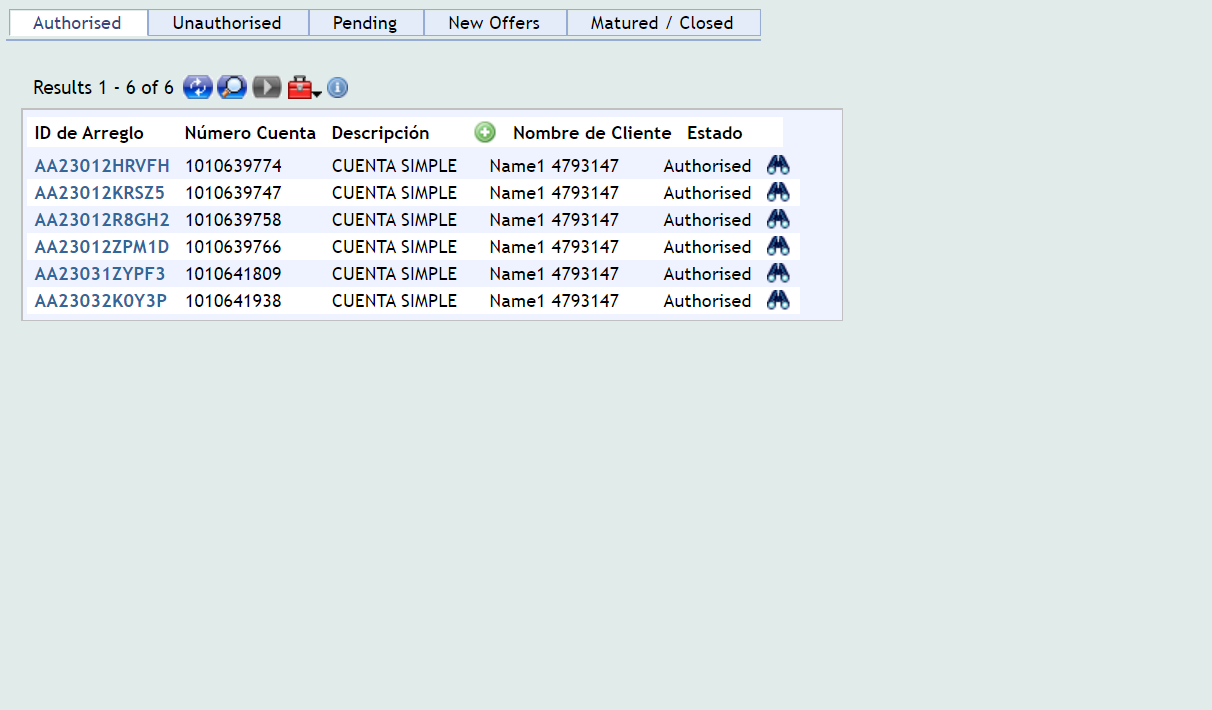 Authorised Unauthorised Pending New Offers Matured / Closed
Results 1 - 6 of 6
ID de Arreglo Número Cuenta Descripción Nombre de Cliente Estado
AA23012HRVFH 1010639774 CUENTA SIMPLE Name1 4793147 Authorised
AA23012KRSZ5 1010639747 CUENTA SIMPLE Name1 4793147 Authorised
AA23012R8GH2 1010639758 CUENTA SIMPLE Name1 4793147 Authorised
AA23012ZPM1D 1010639766 CUENTA SIMPLE Name1 4793147 Authorised
AA23031ZYPF3 1010641809 CUENTA SIMPLE Name1 4793147 Authorised
AA23032K0Y3P 1010641938 CUENTA SIMPLE Name1 4793147 Authorised